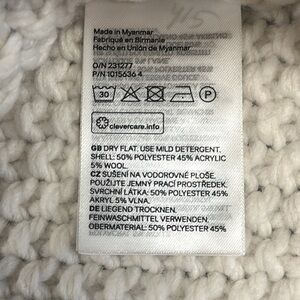 Made in Myanmar
Fabriqué en Birmanie
Hecho en Unión de Myanmar
O/N 231277
P/N 1015636 4
30
P
clevercare.info
GB DRY FLAT. USE MILD DETERGENT.
SHELL: 50% POLYESTER 45% ACRYLIC
5% WOOL
CZ SUŠENÍ NA VODOROVNÉ PLOŠE,
POUŽIJTE JEMNÝ PRACÍ PROSTŘEDEK.
SVRCHNÍ LÁTKA: 50% POLYESTER 45%
AKRYL 5% VLNA.
DE LIEGEND TROCKNEN.
FEINWASCHMITTEL VERWENDEN.
OBERMATERIAL: 50% POLYESTER 45%